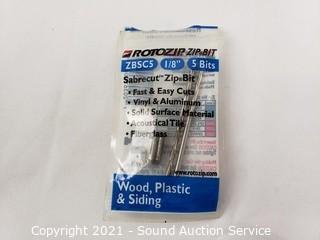 ROTOZIP ZIP BIT
ZBSC5 1/8" 5 Bits
Sabrecut™ Zip® Bit
• Fast & Easy Cuts
• Vinyl & Aluminum
• Solid Surface Material
• Acoustical Tile
• Fiberglass
Wood, Plastic
& Siding
www.rotozip.com
Copyright 2021 - Sound Auction Service